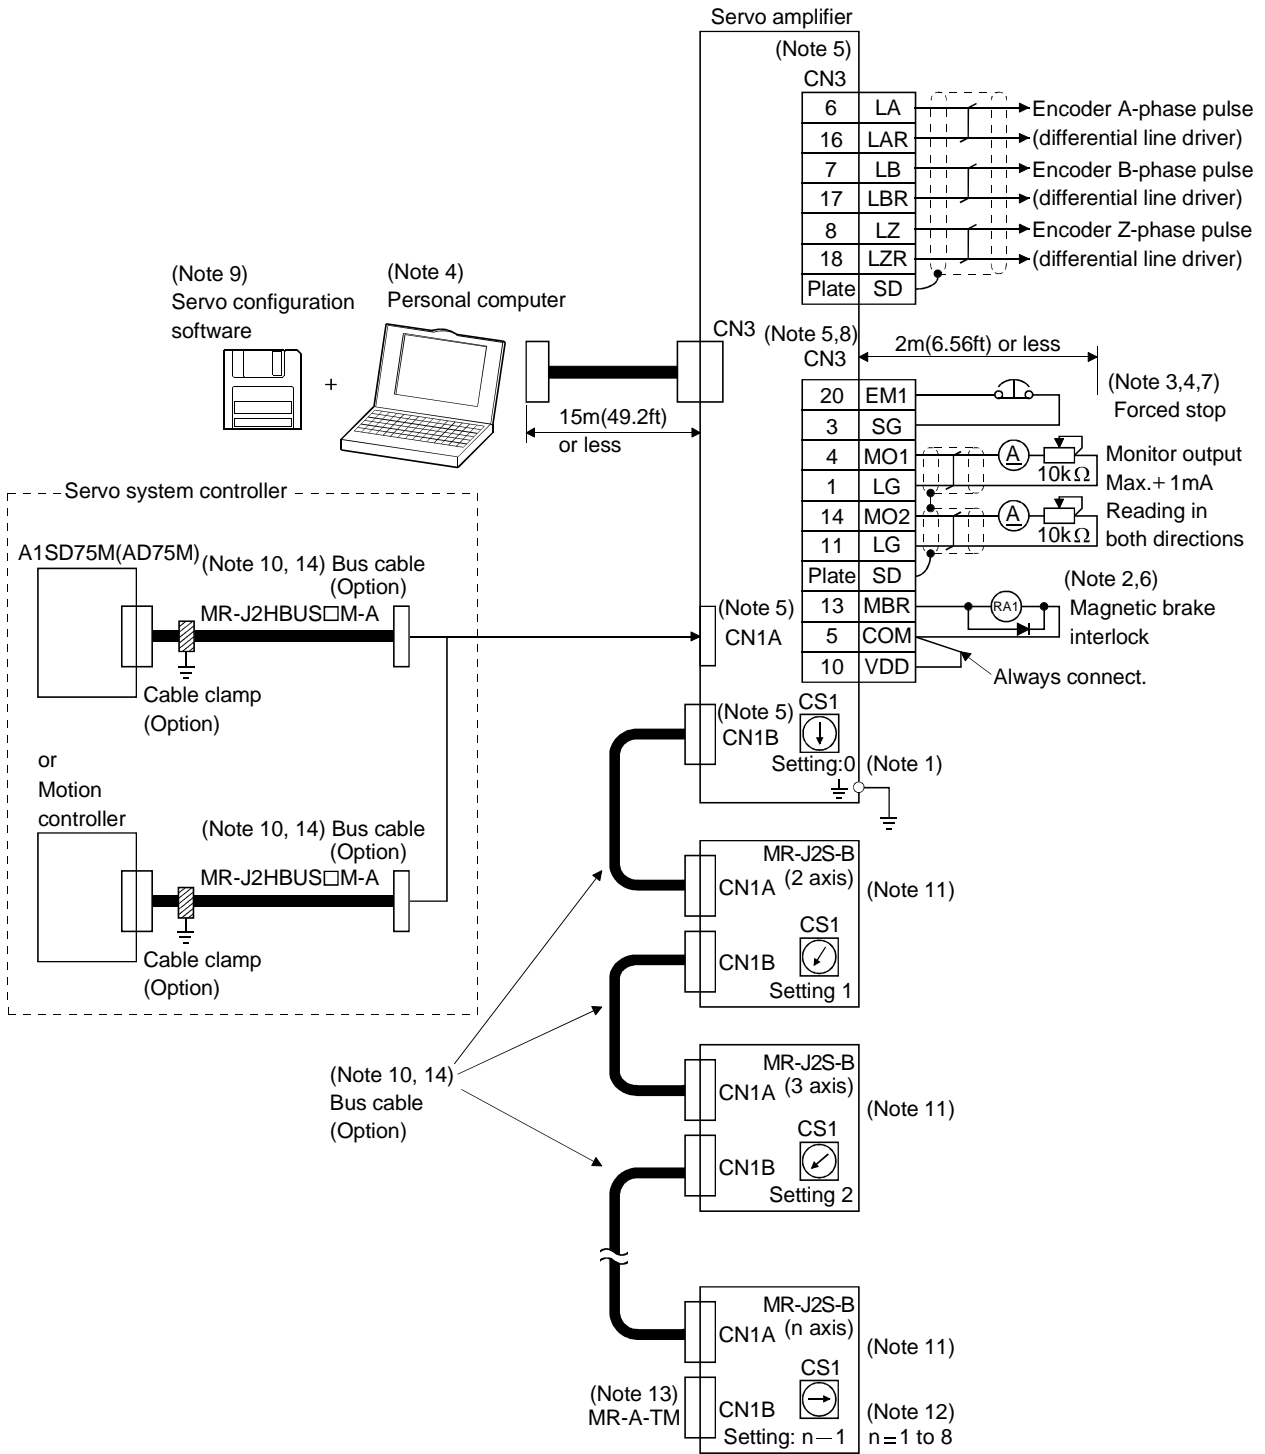 Servo amplifier
(Note 5)
CN3
6 LA Encoder A-phase pulse
16 LAR (differential line driver)
7 LB Encoder B-phase pulse
17 LBR (differential line driver)
8 LZ Encoder Z-phase pulse
18 LZR (differential line driver)
Plate SD
(Note 9)
Servo configuration
software
+
(Note 4)
Personal computer
15m(49.2ft)
or less
CN3
(Note 5,8)
CN3
2m(6.56ft) or less
20 EM1
3 SG
4 MO1
1 LG
14 MO2
11 LG
Plate SD
13 MBR
5 COM
10 VDD
(Note 3,4,7)
Forced stop
A
10kΩ
A
10kΩ
Monitor output
Max.+1mA
Reading in
both directions
(Note 2,6)
Magnetic brake
interlock
RA1
Always connect.
Servo system controller
A1SD75M(AD75M)
(Note 10, 14) Bus cable
(Option)
MR-J2HBUS□M-A
Cable clamp
(Option)
or
Motion
controller
(Note 10, 14) Bus cable
(Option)
MR-J2HBUS□M-A
Cable clamp
(Option)
(Note 5)
CN1A
(Note 5)
CN1B
CS1
Setting:0
(Note 1)
MR-J2S-B
(2 axis)
CN1A
(Note 11)
CS1
CN1B
Setting 1
(Note 10, 14)
Bus cable
(Option)
MR-J2S-B
(3 axis)
CN1A
(Note 11)
CS1
CN1B
Setting 2
MR-J2S-B
(n axis)
CN1A
(Note 11)
CS1
(Note 13)
MR-A-TM
CN1B
Setting: n−1
(Note 12)
n=1 to 8